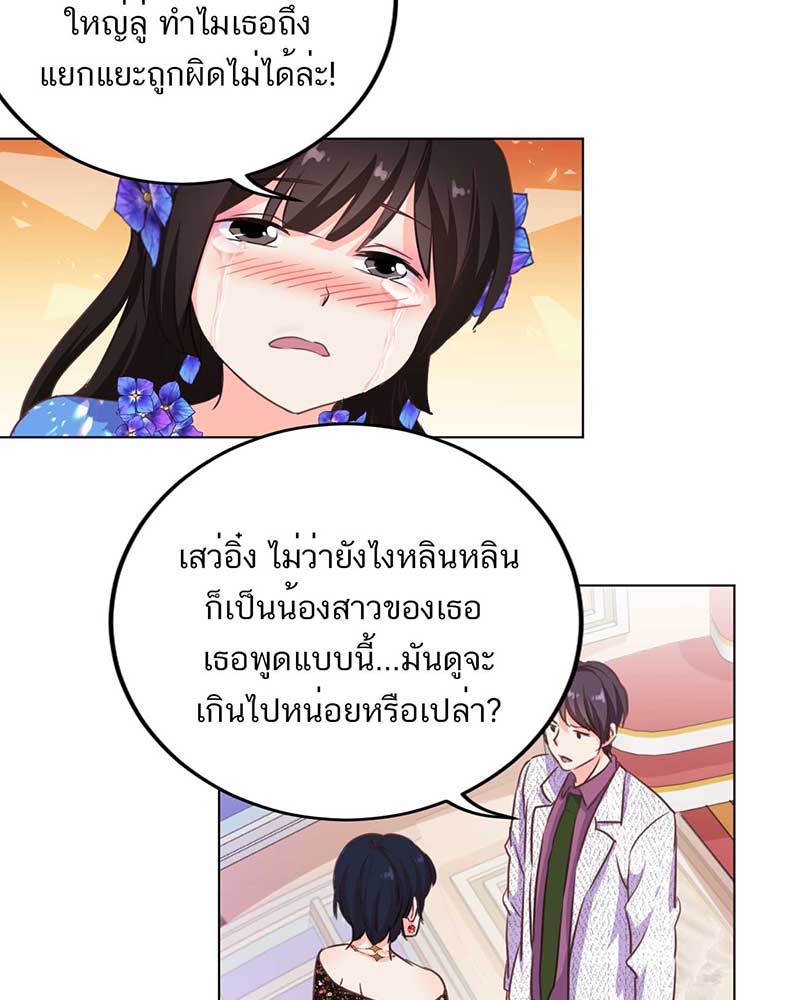 ใหญ่ลู่ ทำไมเธอถึง
แยกแยะถูกผิดไม่ได้ล่ะ!
เสว่อิ๋ง ไม่ว่ายังไงหลินหลิน
ก็เป็นน้องสาวของเธอ
เธอพูดแบบนี้...มันดูจะ
เกินไปหน่อยหรือเปล่า?